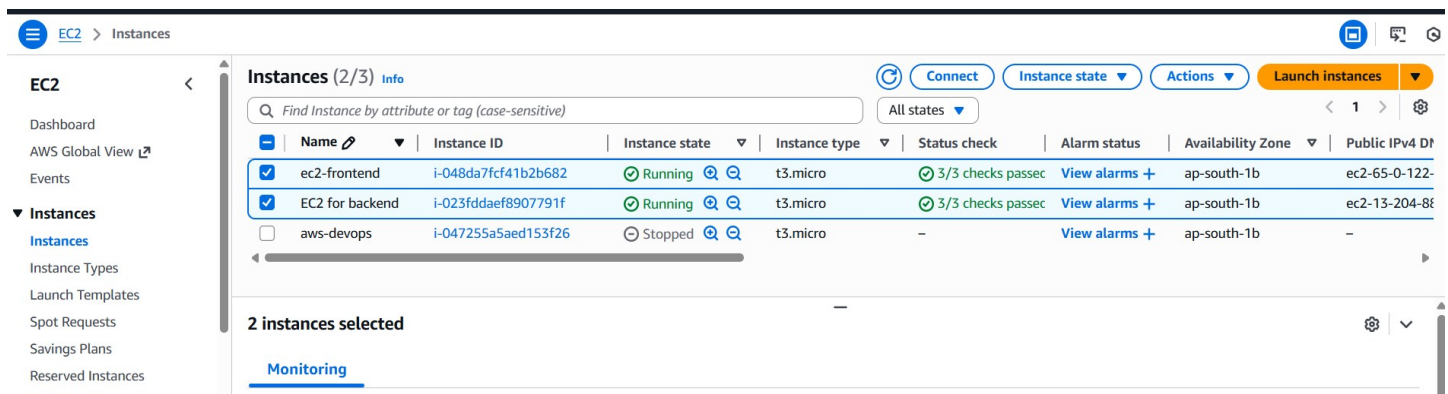 EC2 > Instances
EC2
Dashboard
AWS Global View
Events
Instances
Instances
Instance Types
Launch Templates
Spot Requests
Savings Plans
Reserved Instances
Instances (2/3) Info
Connect Instance state Actions Launch instances
Find Instance by attribute or tag (case-sensitive) All states 1
Name Instance ID Instance state Instance type Status check Alarm status Availability Zone Public IPv4
ec2-frontend i-048da7fcf41b2b682 Running t3.micro 3/3 checks passed View alarms + ap-south-1b ec2-65-0-122-
EC2 for backend i-023fddaef8907791f Running t3.micro 3/3 checks passed View alarms + ap-south-1b ec2-13-204-88
aws-devops i-047255a5aed153f26 Stopped t3.micro – View alarms + ap-south-1b –
2 instances selected
Monitoring